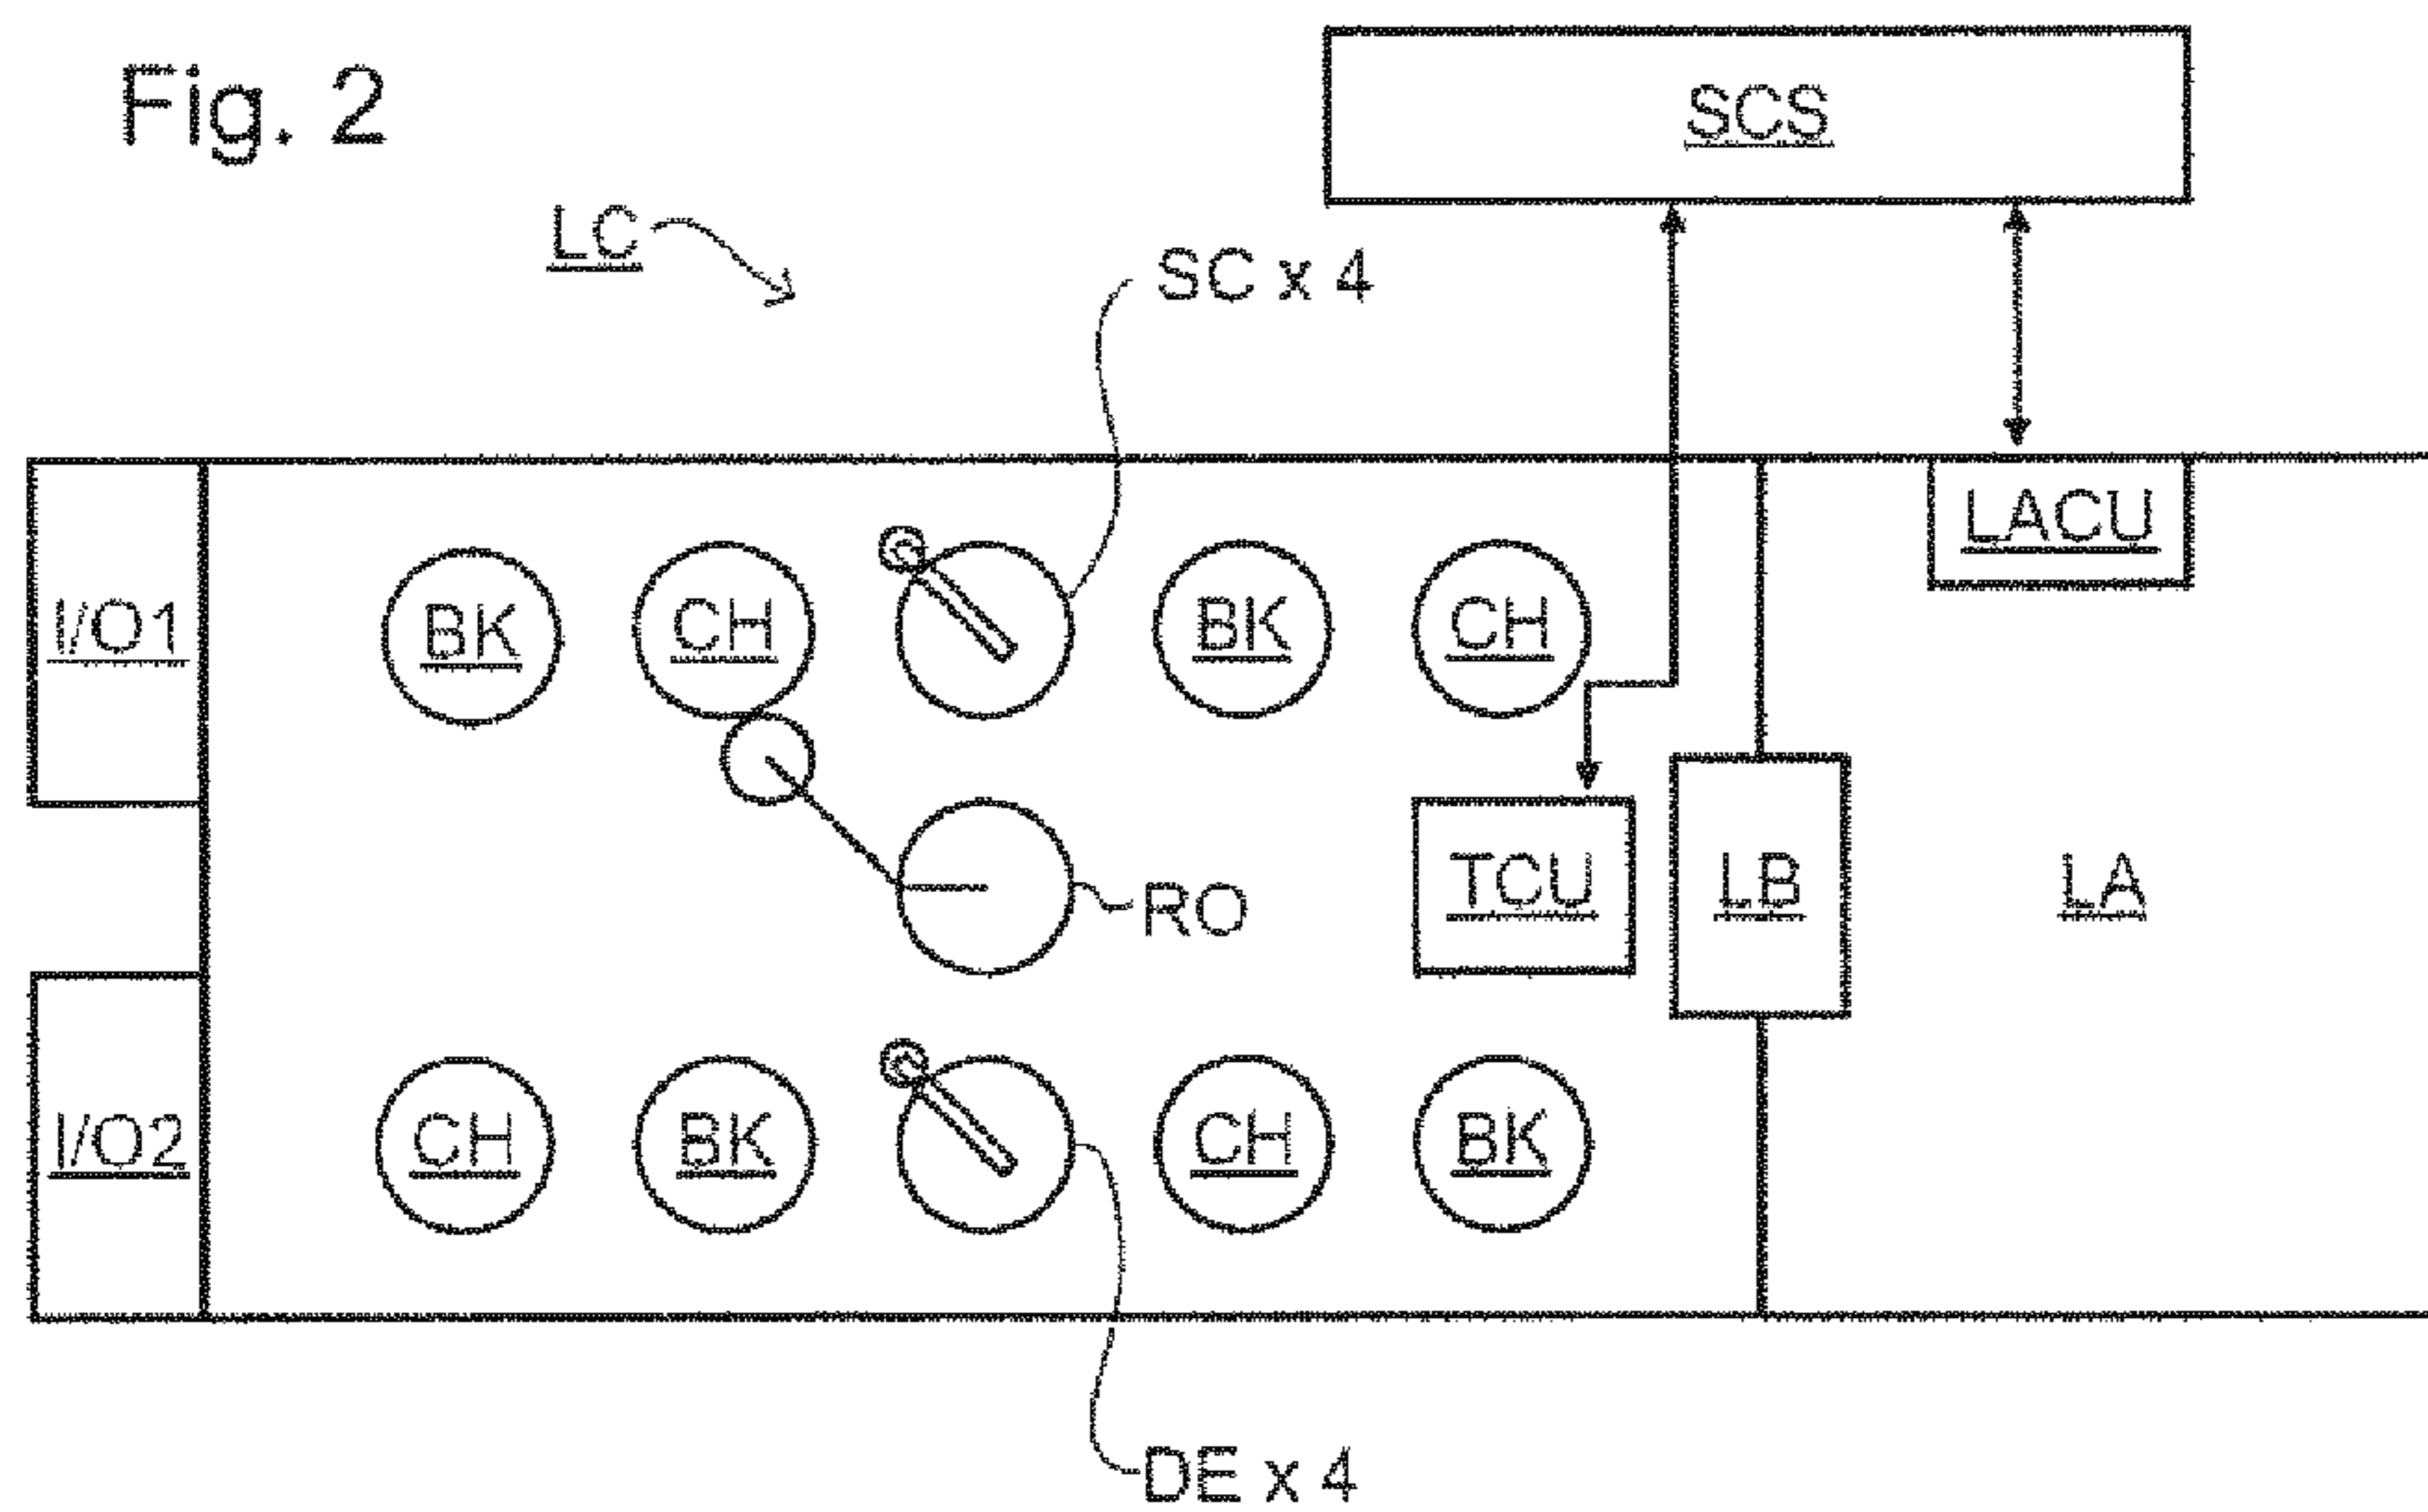 Fig. 2
SCS
LC
SC x 4
LACU
I/O1
BK
CH
BK
CH
RO
TCU
LB
LA
I/O2
CH
BK
CH
BK
DE x 4